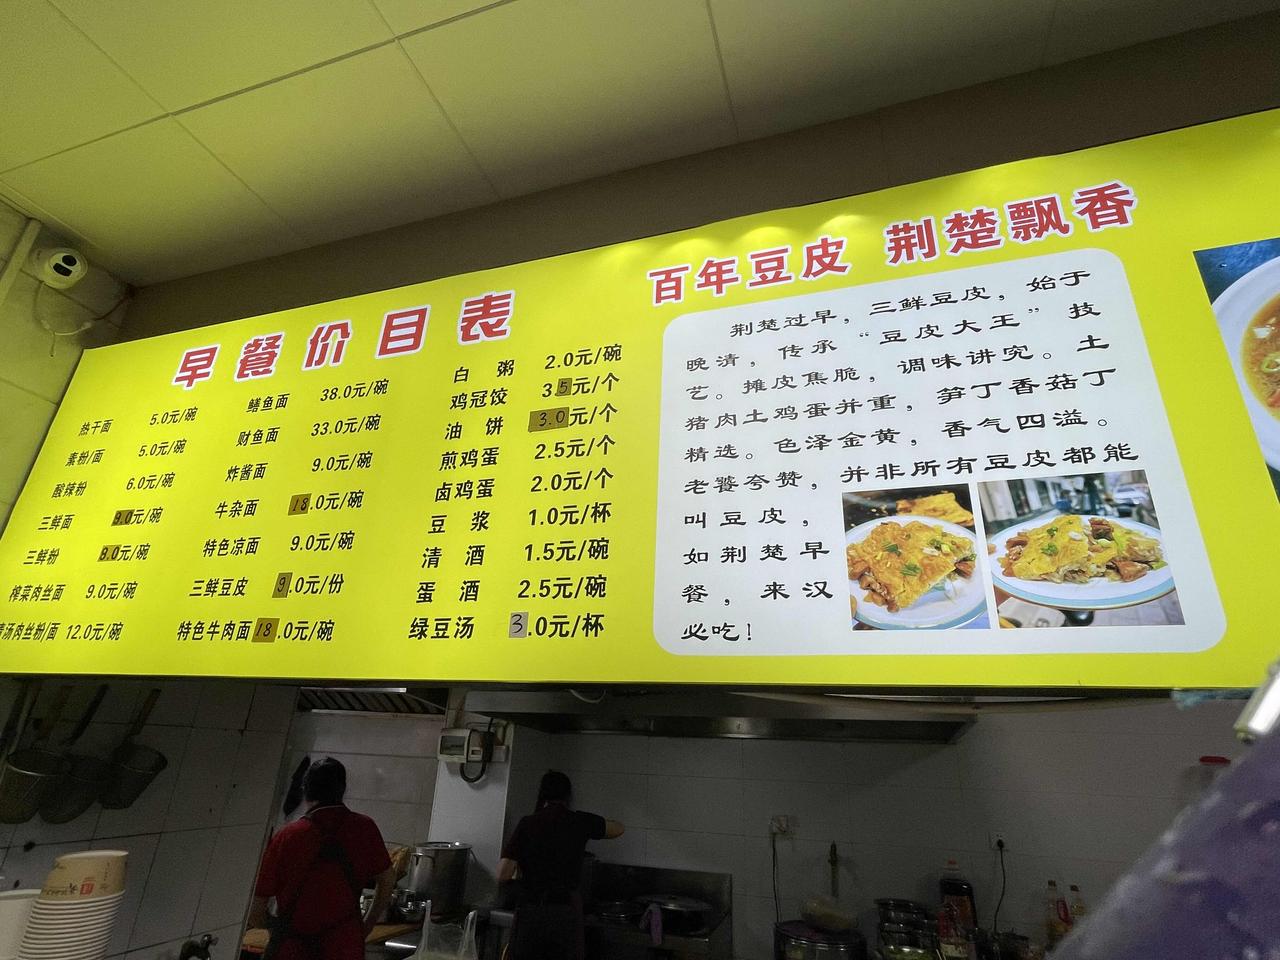 早餐价目表
热干面 5.0元/碗
素粉/面 5.0元/碗
酸辣粉 6.0元/碗
三鲜面 9.0元/碗
三鲜粉 8.0元/碗
榨菜肉丝面 9.0元/碗
清汤肉丝粉/面 12.0元/碗
鳝鱼面 38.0元/碗
财鱼面 33.0元/碗
炸酱面 9.0元/碗
牛杂面 18.0元/碗
特色凉面 9.0元/碗
三鲜豆皮 9.0元/份
特色牛肉面 18.0元/碗
白粥 2.0元/碗
鸡冠饺 3.5元/个
油饼 3.0元/个
煎鸡蛋 2.5元/个
卤鸡蛋 2.0元/个
豆浆 1.0元/杯
清酒 1.5元/碗
蛋酒 2.5元/碗
绿豆汤 3.0元/杯
百年豆皮 荆楚飘香
荆楚过早，三鲜豆皮，始于
晚清，传承“豆皮大王”技
艺。摊皮焦脆，调味讲究。土
猪肉土鸡蛋并重，笋丁香菇丁
精选。色泽金黄，香气四溢。
老饕夸赞，并非所有豆皮都能
叫豆皮，
如荆楚早
餐，来汉
必吃！